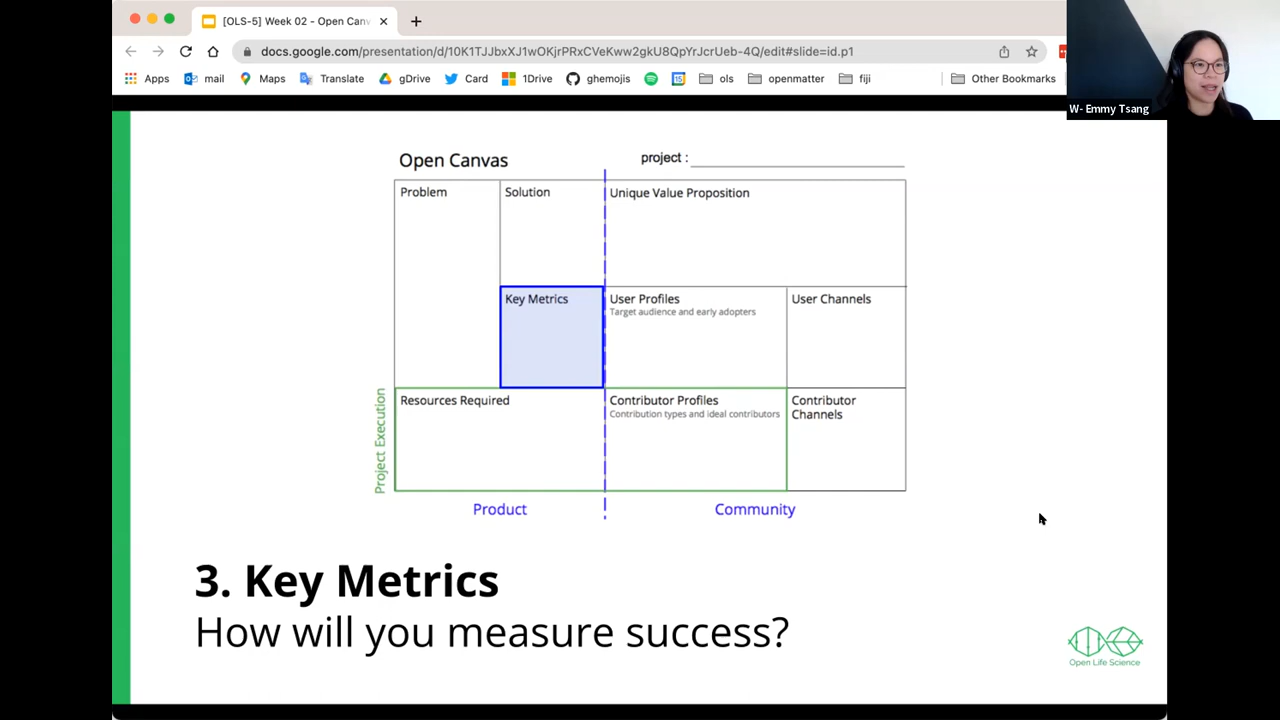 [OLS-5] Week 02 - Open Canv
docs.google.com/presentation/d/10K1TJJbxXJ1wOKjrPRxCVeKww2gkU8QpYrJcrUeb-4Q/edit#slide=id.p1
Apps mail Maps Translate gDrive Card 1Drive ghemojis ols openmatter fiji Other Bookmarks
W- Emmy Tsang
Open Canvas
project :
Problem
Solution
Unique Value Proposition
Key Metrics
User Profiles
Target audience and early adopters
User Channels
Project Execution
Resources Required
Contributor Profiles
Contribution types and ideal contributors
Contributor
Channels
Product
Community
3. Key Metrics
How will you measure success?
Open Life Science